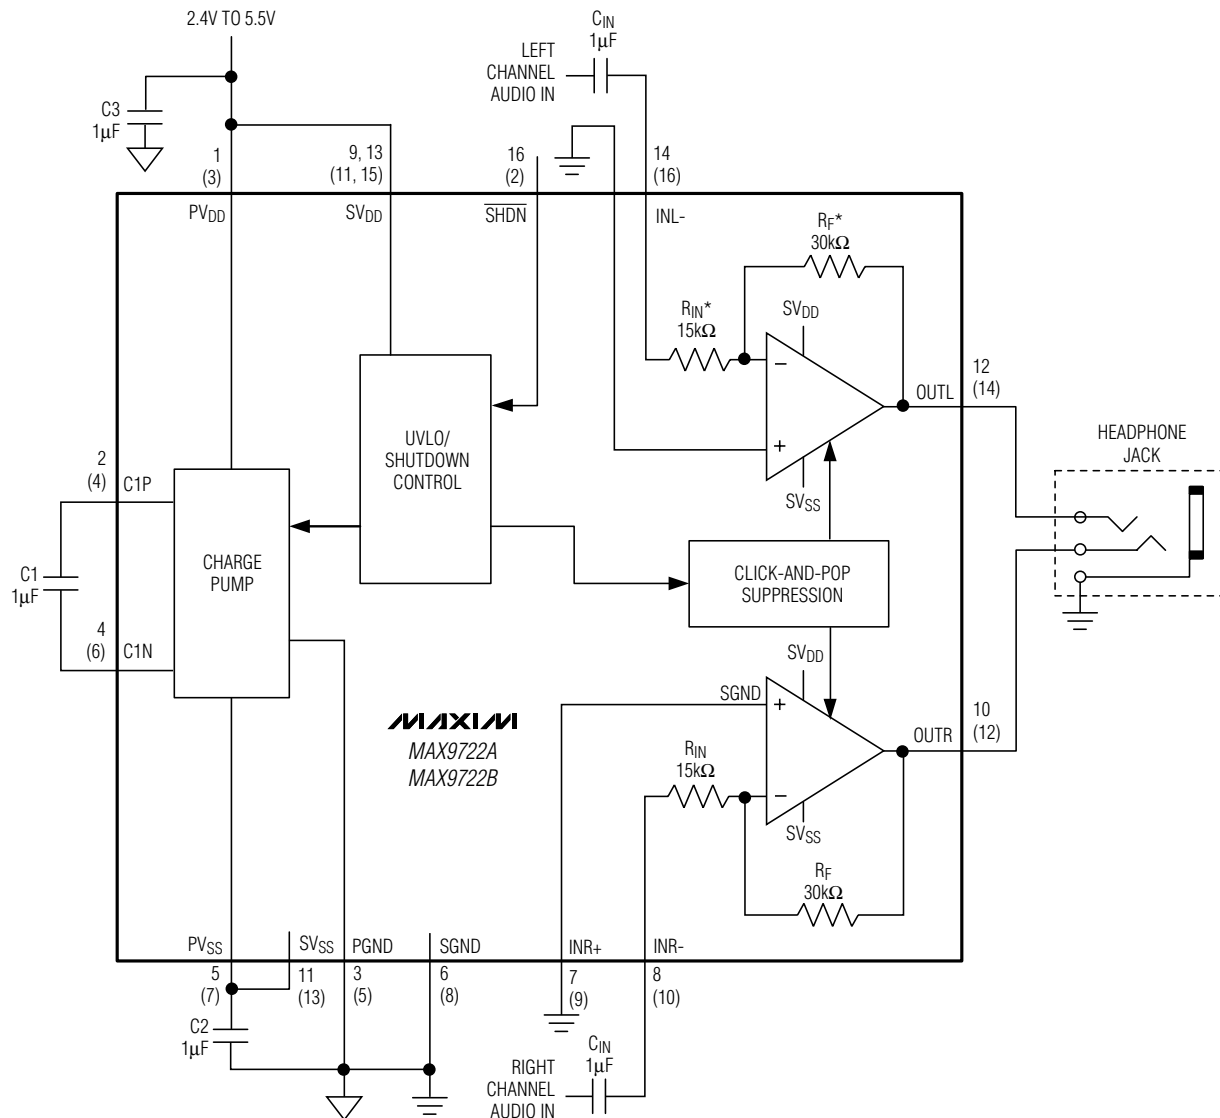 2.4V TO 5.5V
C3
1µF
1
(3)
9, 13
(11, 15)
16
(2)
LEFT
CHANNEL
AUDIO IN
CIN
1µF
14
(16)
PVDD
SVDD
SHDN
INL-
RF*
30kΩ
RIN*
15kΩ
SVDD
−
+
SVSS
OUTL
12
(14)
HEADPHONE
JACK
UVLO/
SHUTDOWN
CONTROL
2
(4)
C1P
C1
1µF
4
(6)
C1N
CHARGE
PUMP
CLICK-AND-POP
SUPPRESSION
MAXIM
MAX9722A
MAX9722B
SVDD
SGND
+
−
SVSS
OUTR
10
(12)
RIN
15kΩ
RF
30kΩ
PVSS
SVSS
PGND
SGND
INR+
INR-
5
(7)
11
(13)
3
(5)
6
(8)
7
(9)
8
(10)
C2
1µF
RIGHT
CHANNEL
AUDIO IN
CIN
1µF